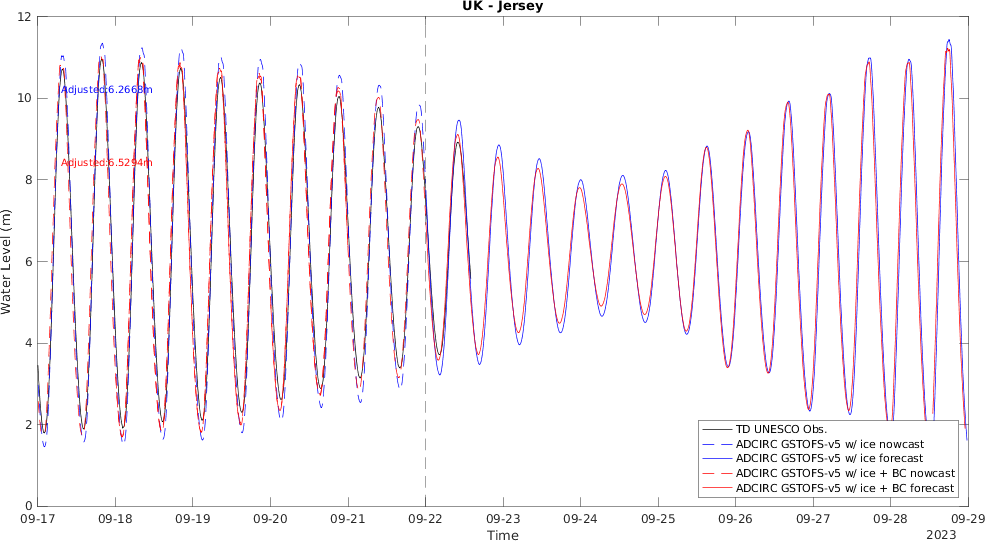 UK - Jersey
12
10
8
6
4
2
0
Water Level (m)
Adjusted:6.2668m
Adjusted:6.5294m
TD UNESCO Obs.
ADCIRC GSTOFS-v5 w/ ice nowcast
ADCIRC GSTOFS-v5 w/ ice forecast
ADCIRC GSTOFS-v5 w/ ice + BC nowcast
ADCIRC GSTOFS-v5 w/ ice + BC forecast
09-17 09-18 09-19 09-20 09-21 09-22 09-23 09-24 09-25 09-26 09-27 09-28 09-29
Time
2023